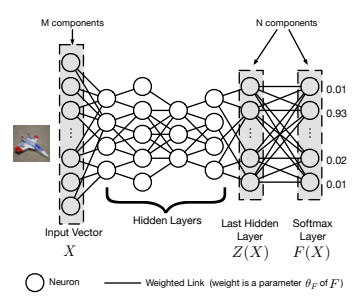 M components
N components
0.01
0.93
0.02
0.01
Hidden Layers
Input Vector
X
Last Hidden
Layer
Z(X)
Softmax
Layer
F(X)
Neuron
Weighted Link (weight is a parameter θ_F of F)